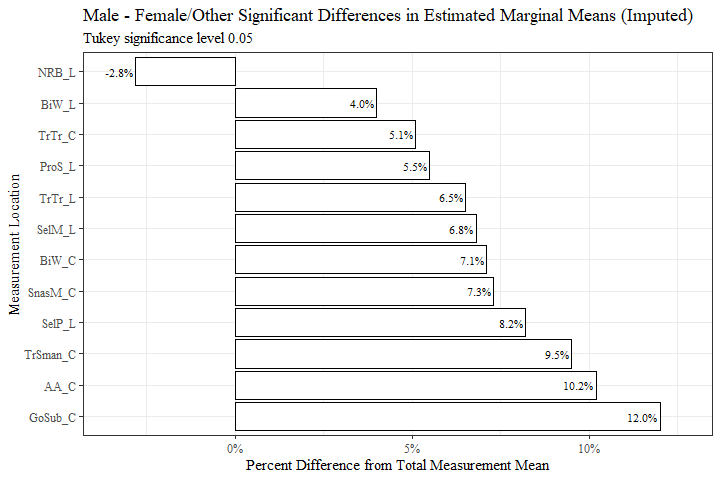 Male - Female/Other Significant Differences in Estimated Marginal Means (Imputed)
Tukey significance level 0.05
Measurement Location
NRB_L -2.8%
BiW_L 4.0%
TrTr_C 5.1%
ProS_L 5.5%
TrTr_L 6.5%
SelM_L 6.8%
BiW_C 7.1%
SnasM_C 7.3%
SelP_L 8.2%
TrSman_C 9.5%
AA_C 10.2%
GoSub_C 12.0%
0% 5% 10%
Percent Difference from Total Measurement Mean